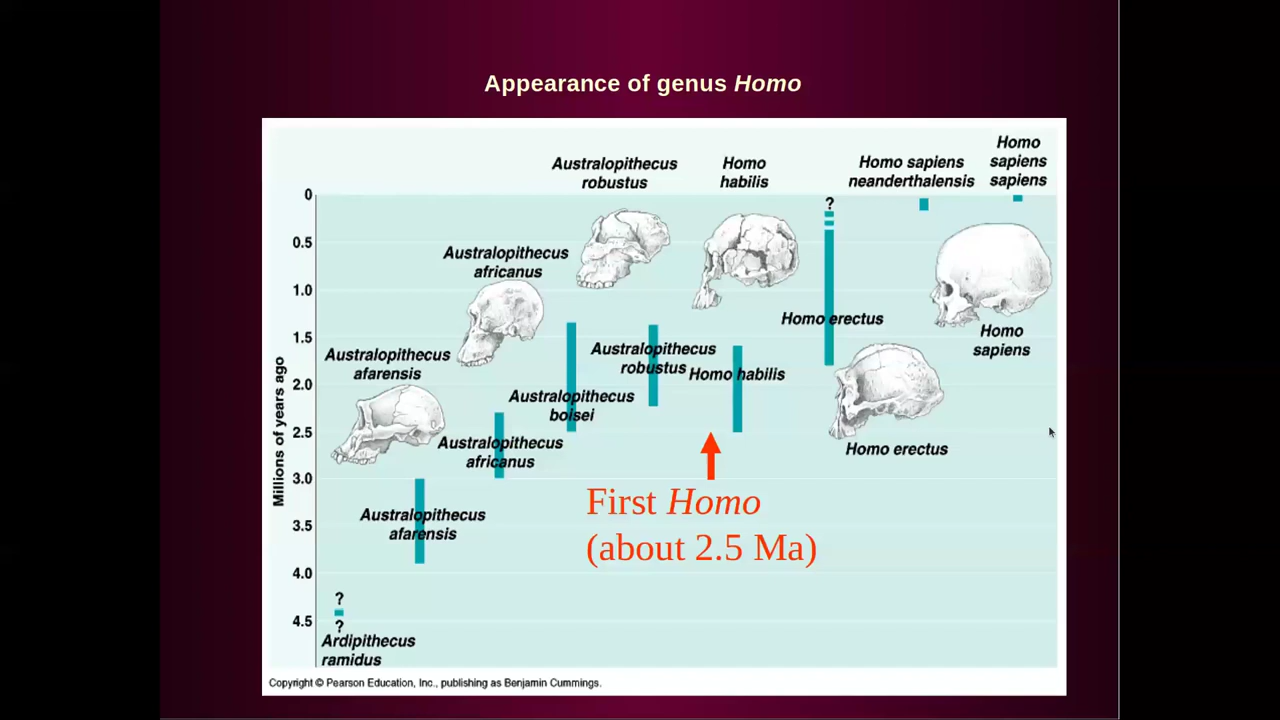 Appearance of genus Homo
Homo
sapiens
sapiens
Australopithecus
robustus
Homo
habilis
Homo sapiens
neanderthalensis
0
?
0.5
Australopithecus
africanus
1.0
Homo erectus
1.5
Homo
sapiens
Australopithecus
afarensis
Australopithecus
robustus
Homo habilis
2.0
Australopithecus
boisei
2.5
Australopithecus
africanus
Homo erectus
Millions of years ago
3.0
First Homo
(about 2.5 Ma)
3.5
Australopithecus
afarensis
4.0
?
4.5
?
Ardipithecus
ramidus
Copyright © Pearson Education, Inc., publishing as Benjamin Cummings.